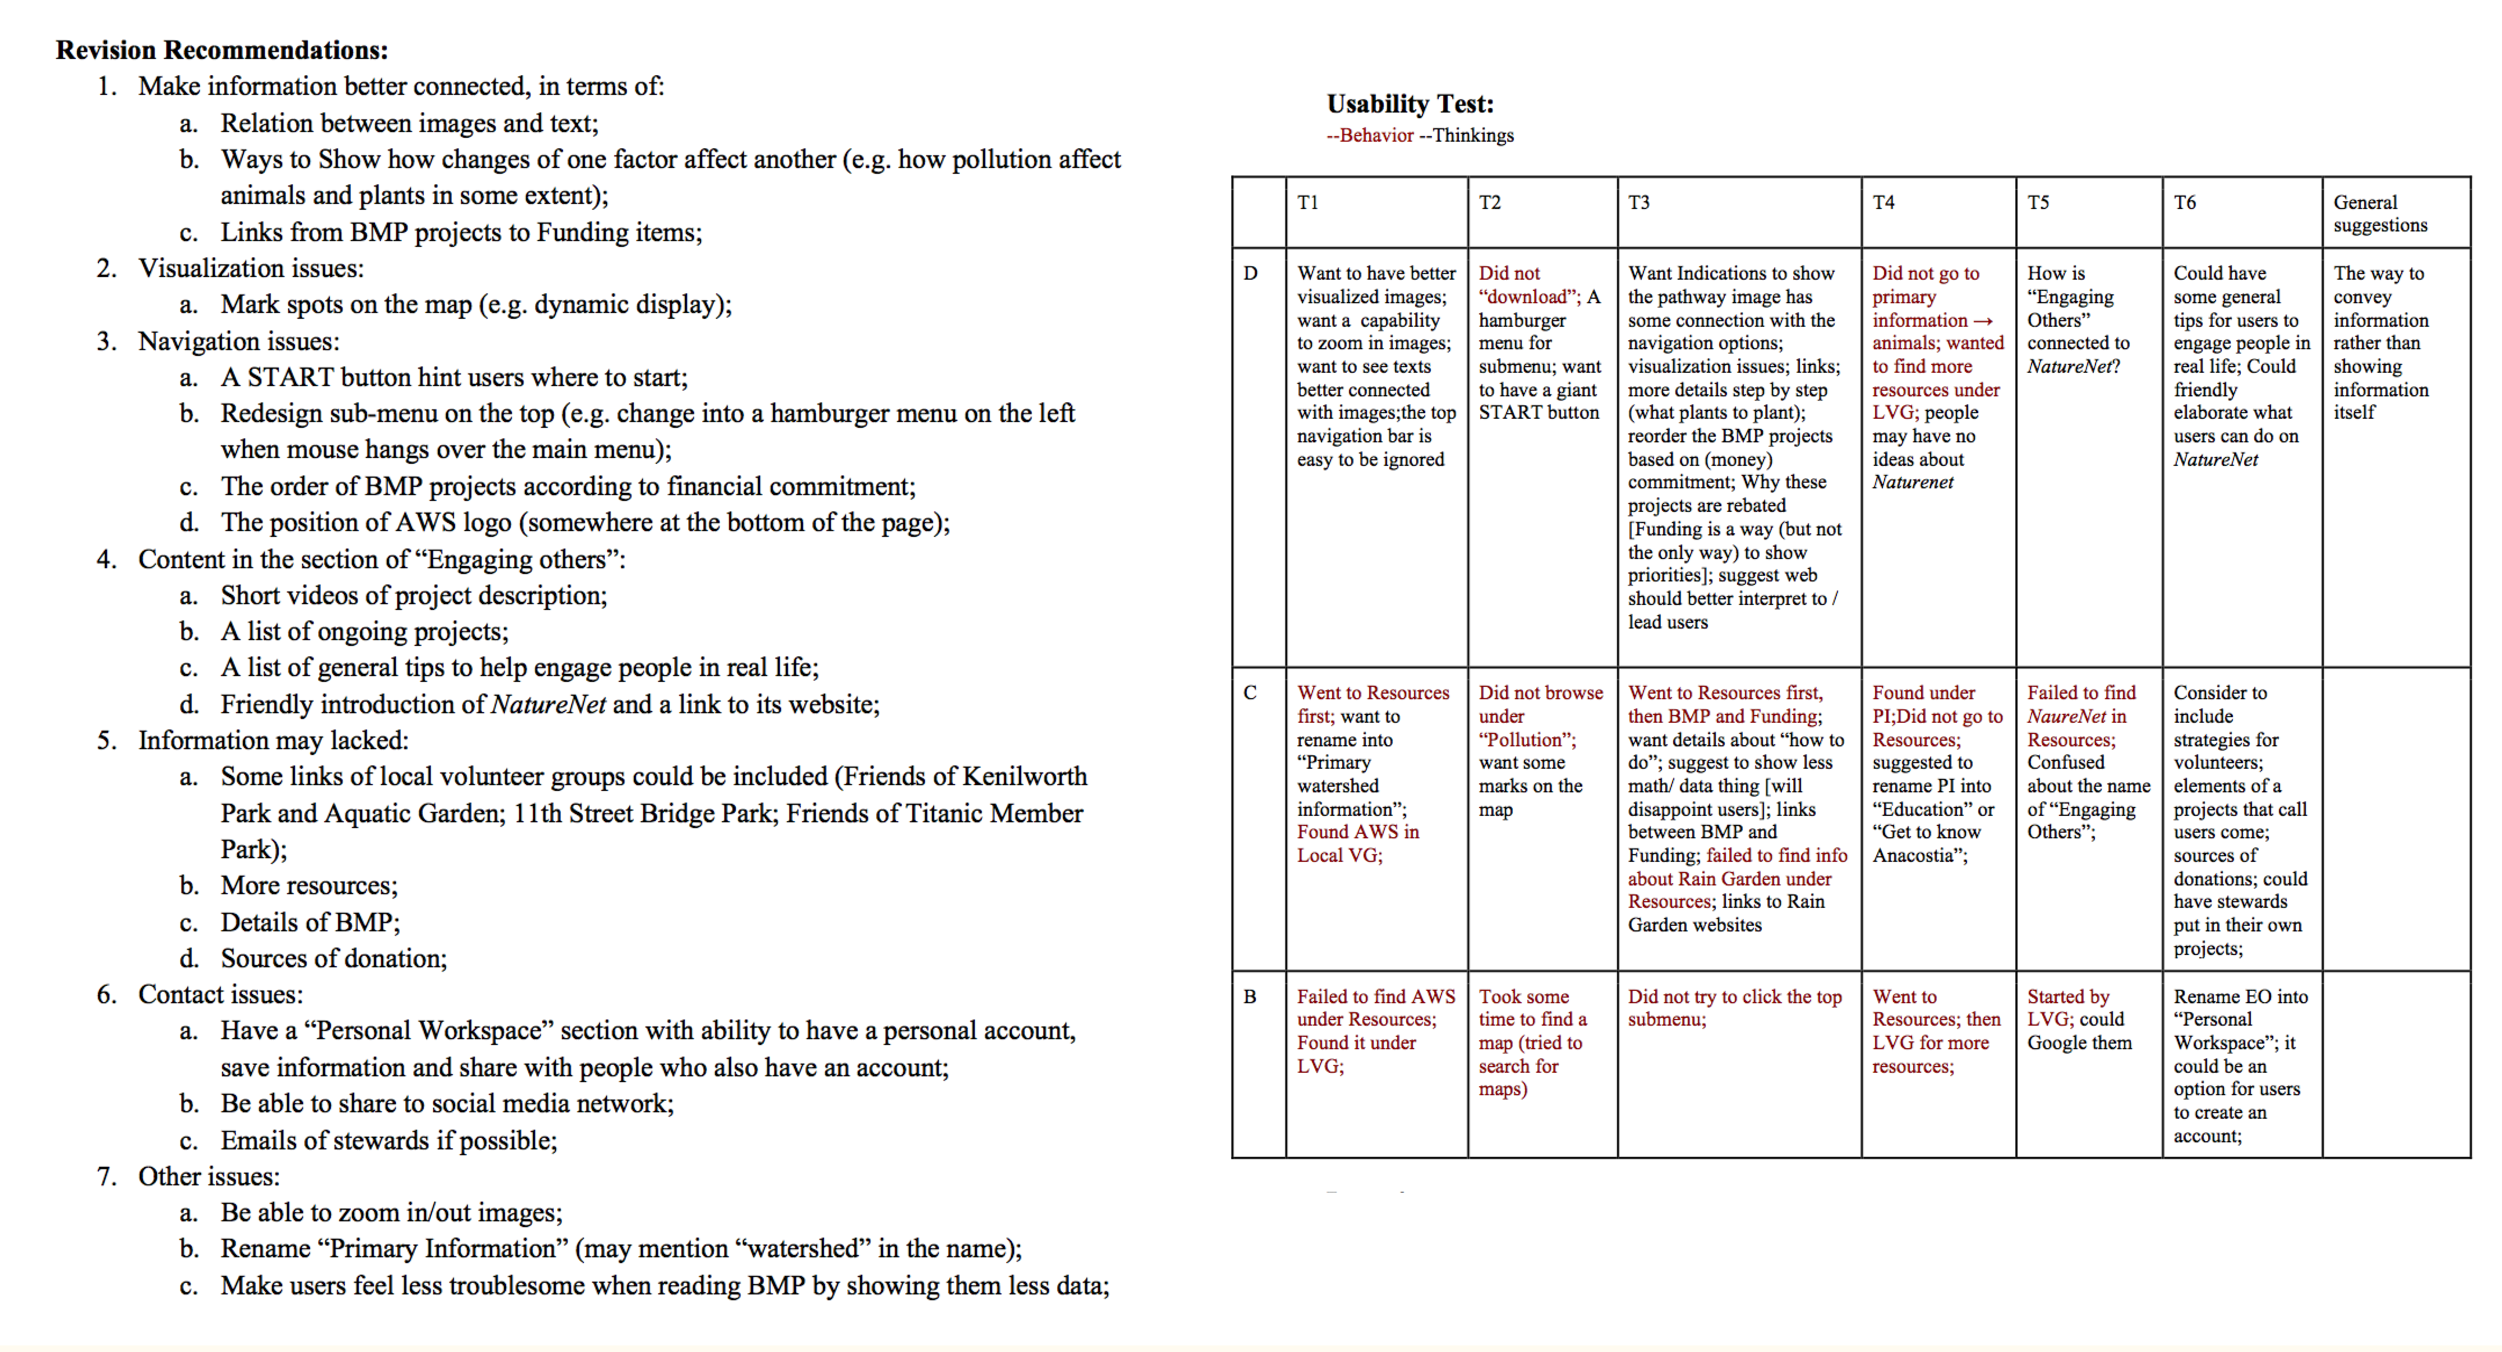 Revision Recommendations:
1. Make information better connected, in terms of:
a. Relation between images and text;
b. Ways to Show how changes of one factor affect another (e.g. how pollution affect
animals and plants in some extent);
c. Links from BMP projects to Funding items;
2. Visualization issues:
a. Mark spots on the map (e.g. dynamic display);
3. Navigation issues:
a. A START button hint users where to start;
b. Redesign sub-menu on the top (e.g. change into a hamburger menu on the left
when mouse hangs over the main menu);
c. The order of BMP projects according to financial commitment;
d. The position of AWS logo (somewhere at the bottom of the page);
4. Content in the section of “Engaging others”:
a. Short videos of project description;
b. A list of ongoing projects;
c. A list of general tips to help engage people in real life;
d. Friendly introduction of NatureNet and a link to its website;
5. Information may lacked:
a. Some links of local volunteer groups could be included (Friends of Kenilworth
Park and Aquatic Garden; 11th Street Bridge Park; Friends of Titanic Member
Park);
b. More resources;
c. Details of BMP;
d. Sources of donation;
6. Contact issues:
a. Have a “Personal Workspace” section with ability to have a personal account,
save information and share with people who also have an account;
b. Be able to share to social media network;
c. Emails of stewards if possible;
7. Other issues:
a. Be able to zoom in/out images;
b. Rename “Primary Information” (may mention “watershed” in the name);
c. Make users feel less troublesome when reading BMP by showing them less data;
Usability Test:
--Behavior --Thinkings
T1
T2
T3
T4
T5
T6
General
suggestions
D
Want to have better
visualized images;
want a capability
to zoom in images;
want to see texts
better connected
with images;the top
navigation bar is
easy to be ignored
Did not
“download”; A
hamburger
menu for
submenu; want
to have a giant
START button
Want Indications to show
the pathway image has
some connection with the
navigation options;
visualization issues; links;
more details step by step
(what plants to plant);
reorder the BMP projects
based on (money)
commitment; Why these
projects are rebated
[Funding is a way (but not
the only way) to show
priorities]; suggest web
should better interpret to /
lead users
Did not go to
primary
information →
animals; wanted
to find more
resources under
LVG; people
may have no
ideas about
Naturenet
How is
“Engaging
Others”
connected to
NatureNet?
Could have
some general
tips for users to
engage people in
real life; Could
friendly
elaborate what
users can do on
NatureNet
The way to
convey
information
rather than
showing
information
itself
C
Went to Resources
first; want to
rename into
“Primary
watershed
information”;
Found AWS in
Local VG;
Did not browse
under
“Pollution”;
want some
marks on the
map
Went to Resources first,
then BMP and Funding;
want details about “how to
do”; suggest to show less
math/ data thing [will
disappoint users]; links
between BMP and
Funding; failed to find info
about Rain Garden under
Resources; links to Rain
Garden websites
Found under
PI;Did not go to
Resources;
suggested to
rename PI into
“Education” or
“Get to know
Anacostia”;
Failed to find
NaureNet in
Resources;
Confused
about the name
of “Engaging
Others”;
Consider to
include
strategies for
volunteers;
elements of a
projects that call
users come;
sources of
donations; could
have stewards
put in their own
projects;
B
Failed to find AWS
under Resources;
Found it under
LVG;
Took some
time to find a
map (tried to
search for
maps)
Did not try to click the top
submenu;
Went to
Resources; then
LVG for more
resources;
Started by
LVG; could
Google them
Rename EO into
“Personal
Workspace”; it
could be an
option for users
to create an
account;